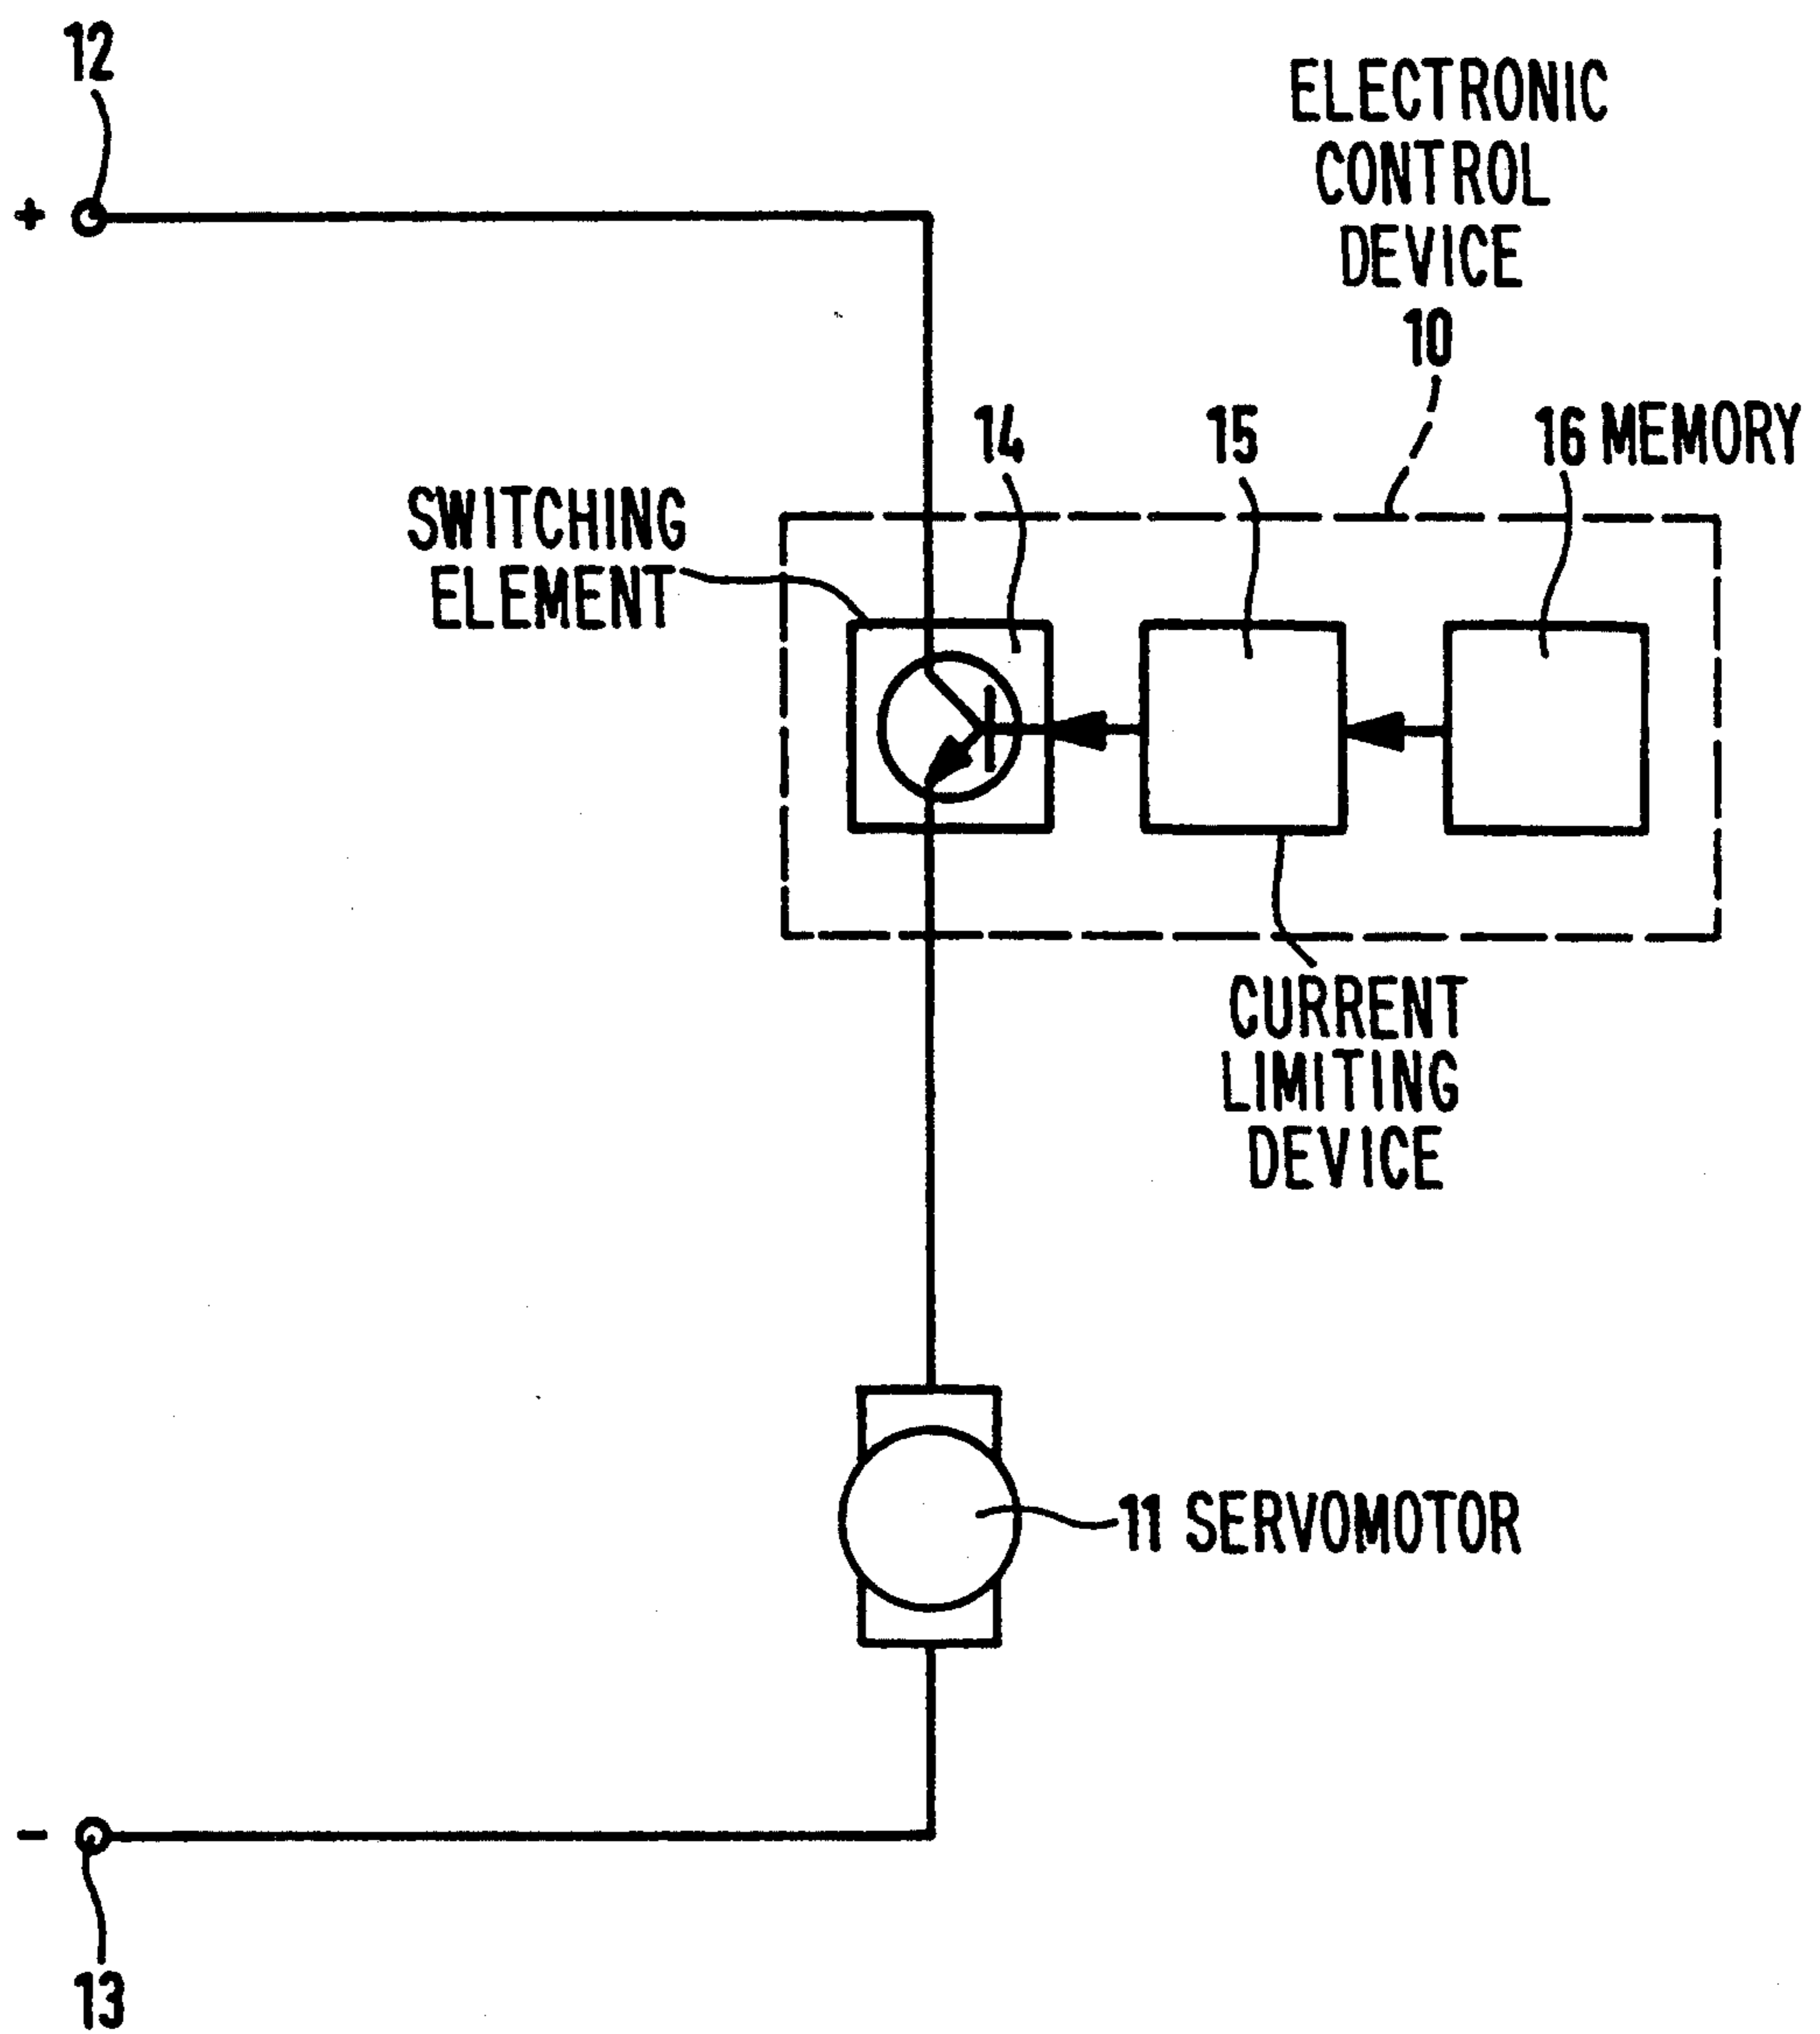 12
ELECTRONIC
CONTROL
DEVICE
10
+
14
15
16 MEMORY
SWITCHING
ELEMENT
CURRENT
LIMITING
DEVICE
11 SERVOMOTOR
-
13